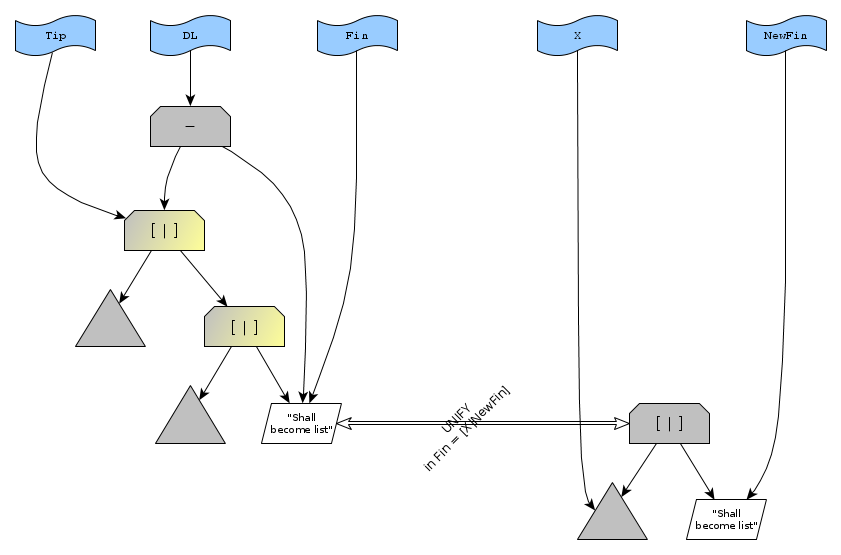 Tip
DL
Fin
X
NewFin
—
[ | ]
[ | ]
"Shall
become list"
UNIFY
in Fin = [X|NewFin]
[ | ]
"Shall
become list"